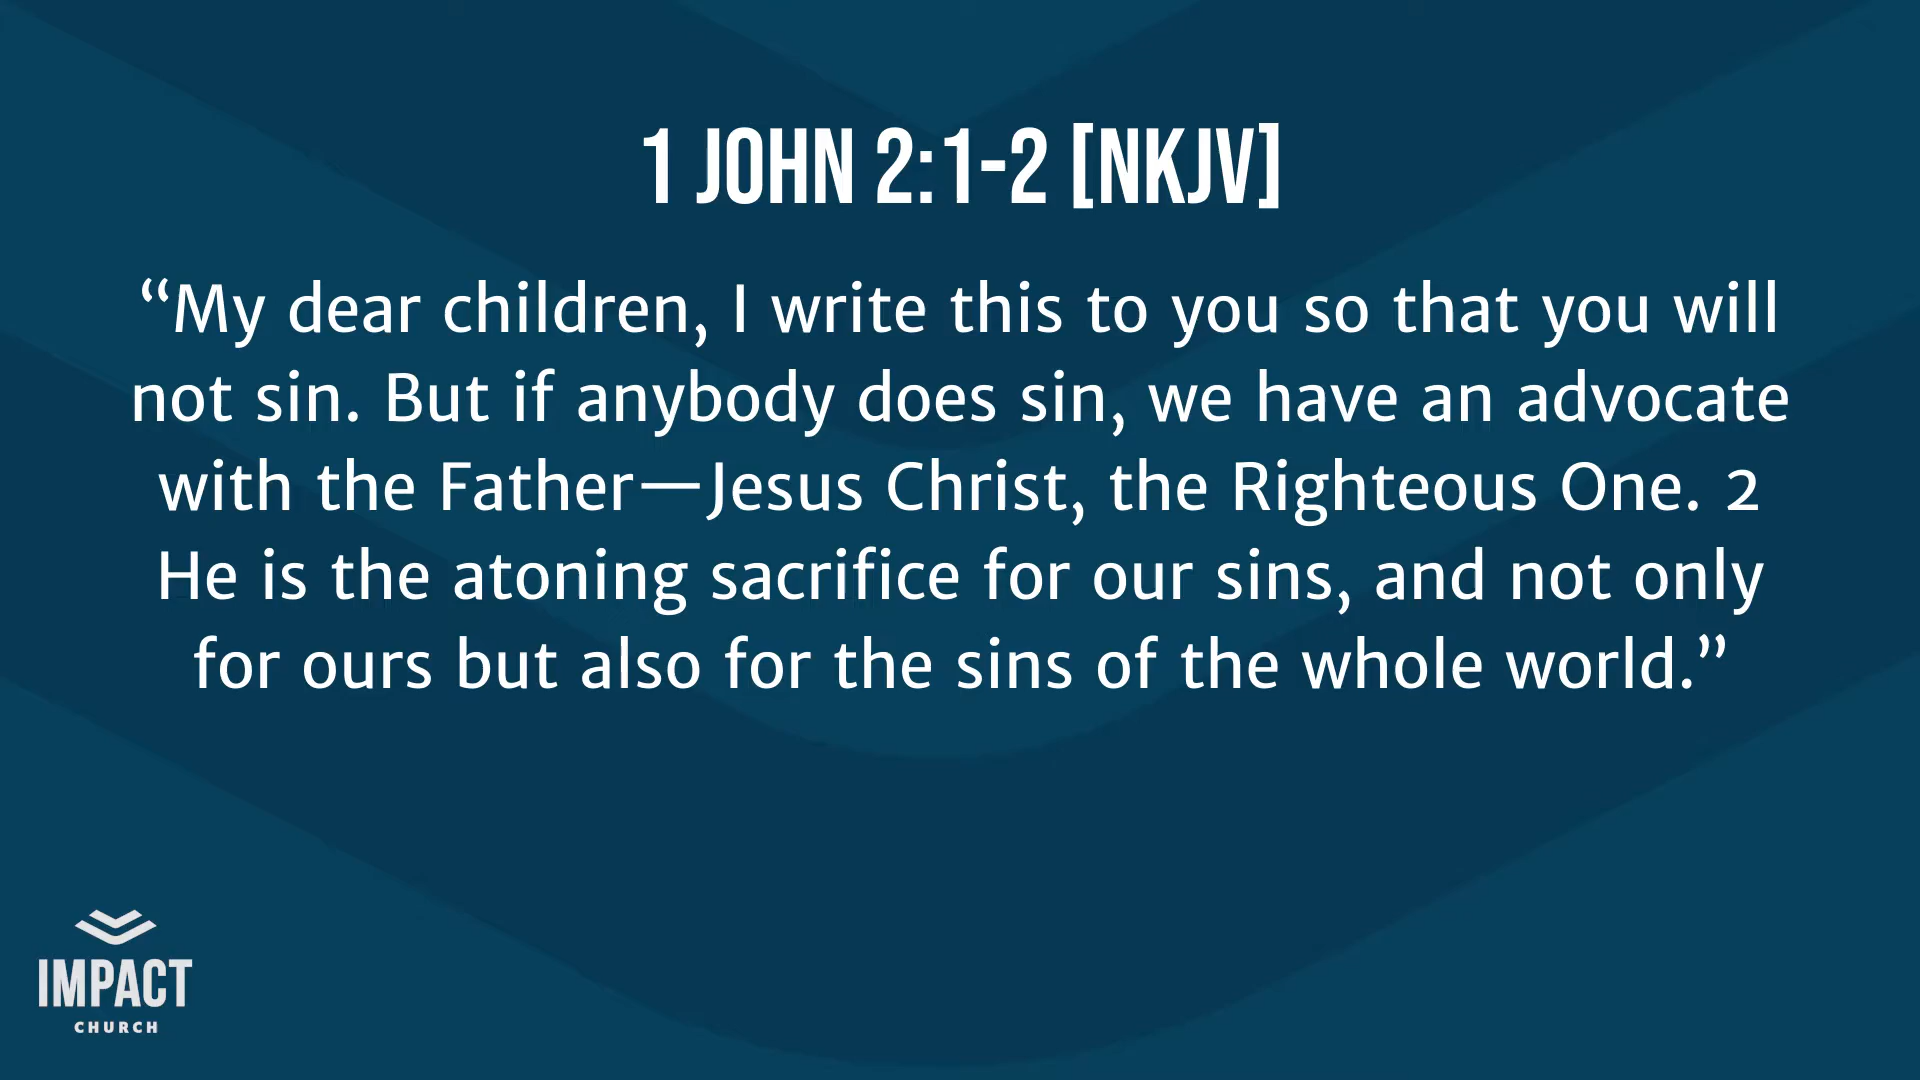 1 JOHN 2:1-2 [NKJV]
“My dear children, I write this to you so that you will
not sin. But if anybody does sin, we have an advocate
with the Father—Jesus Christ, the Righteous One. 2
He is the atoning sacrifice for our sins, and not only
for ours but also for the sins of the whole world.”
IMPACT
CHURCH